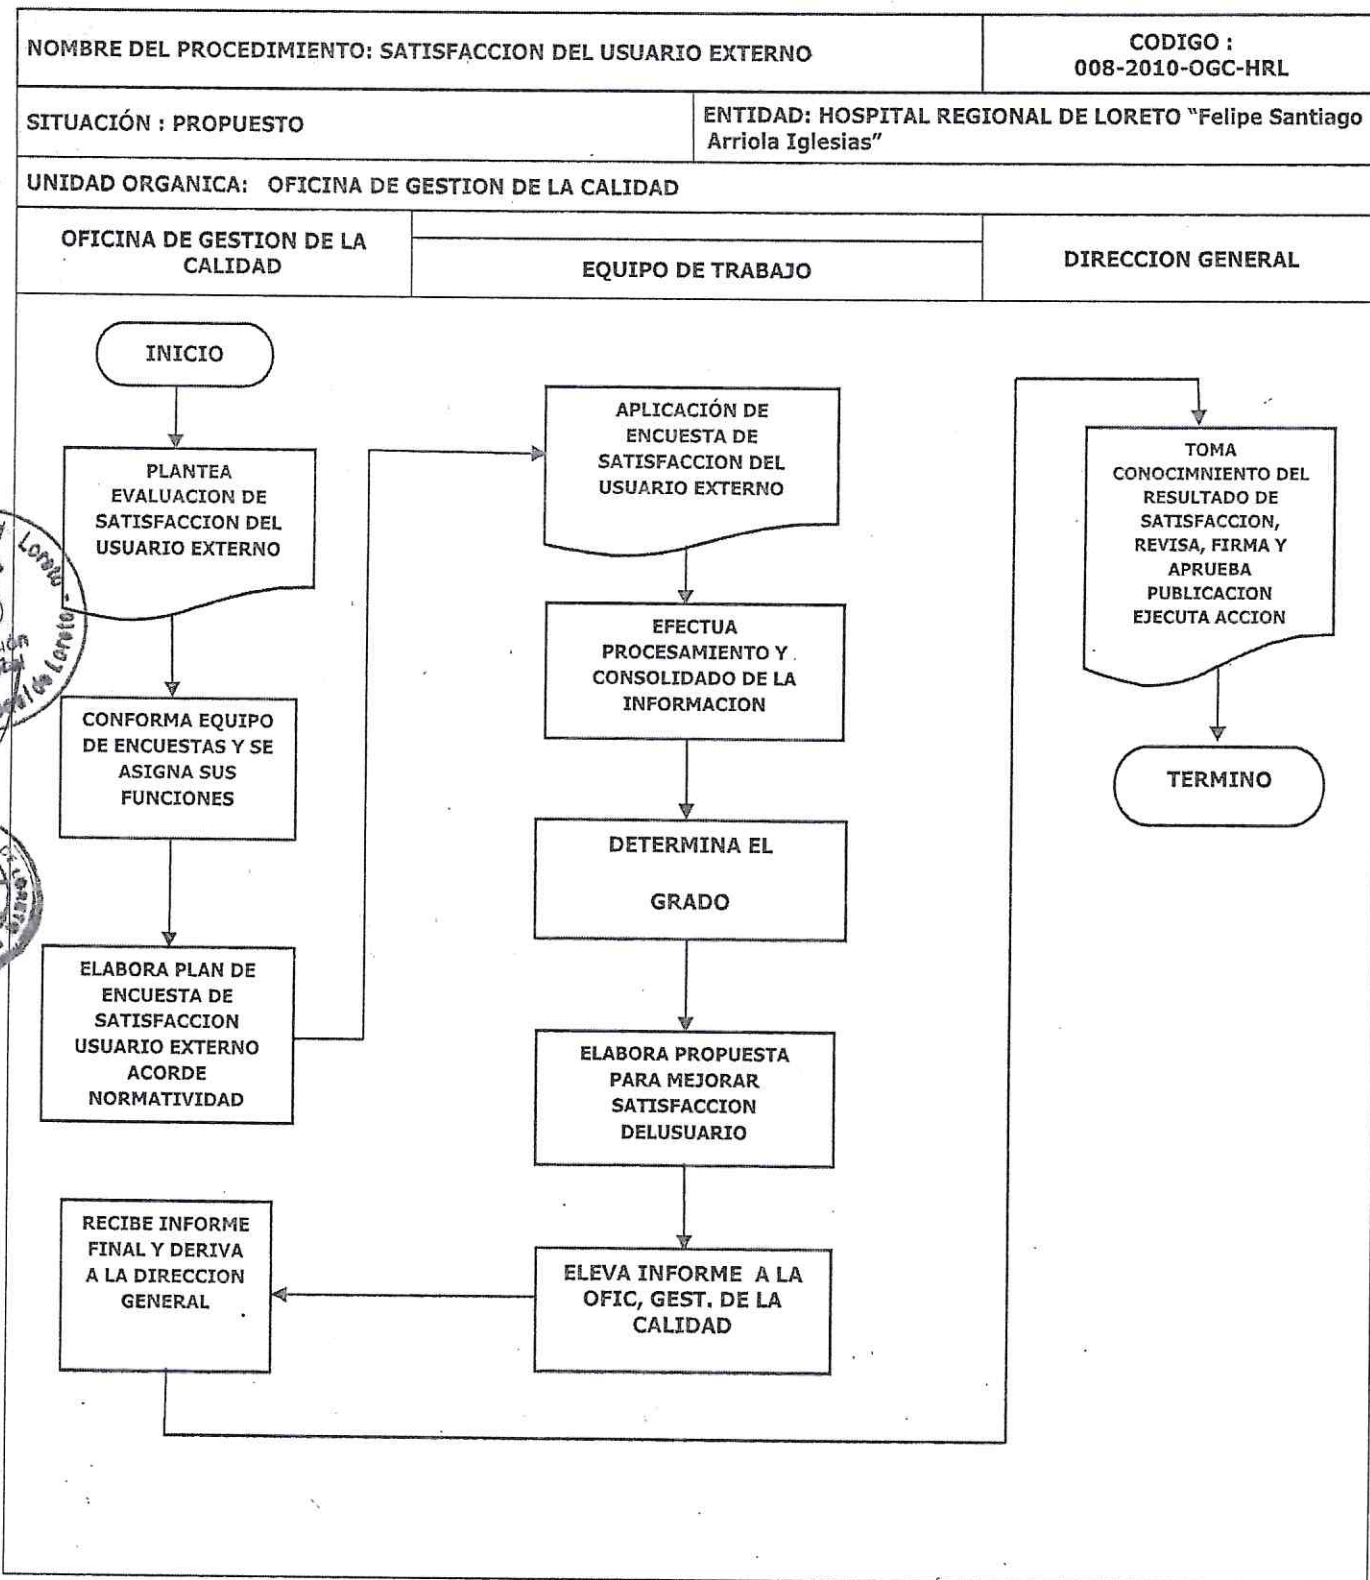 NOMBRE DEL PROCEDIMIENTO: SATISFACCION DEL USUARIO EXTERNO
CODIGO :
008-2010-OGC-HRL
SITUACIÓN : PROPUESTO
ENTIDAD: HOSPITAL REGIONAL DE LORETO "Felipe Santiago
Arriola Iglesias"
UNIDAD ORGANICA: OFICINA DE GESTION DE LA CALIDAD
OFICINA DE GESTION DE LA
CALIDAD
EQUIPO DE TRABAJO
DIRECCION GENERAL
INICIO
PLANTEA
EVALUACION DE
SATISFACCION DEL
USUARIO EXTERNO
CONFORMA EQUIPO
DE ENCUESTAS Y SE
ASIGNA SUS
FUNCIONES
ELABORA PLAN DE
ENCUESTA DE
SATISFACCION
USUARIO EXTERNO
ACORDE
NORMATIVIDAD
APLICACIÓN DE
ENCUESTA DE
SATISFACCION DEL
USUARIO EXTERNO
EFECTUA
PROCESAMIENTO Y
CONSOLIDADO DE LA
INFORMACION
DETERMINA EL
GRADO
ELABORA PROPUESTA
PARA MEJORAR
SATISFACCION
DELUSUARIO
ELEVA INFORME A LA
OFIC, GEST. DE LA
CALIDAD
RECIBE INFORME
FINAL Y DERIVA
A LA DIRECCION
GENERAL
TOMA
CONOCIMNIENTO DEL
RESULTADO DE
SATISFACCION,
REVISA, FIRMA Y
APRUEBA
PUBLICACION
EJECUTA ACCION
TERMINO
Loreto -
de Loreto
DE LORETO